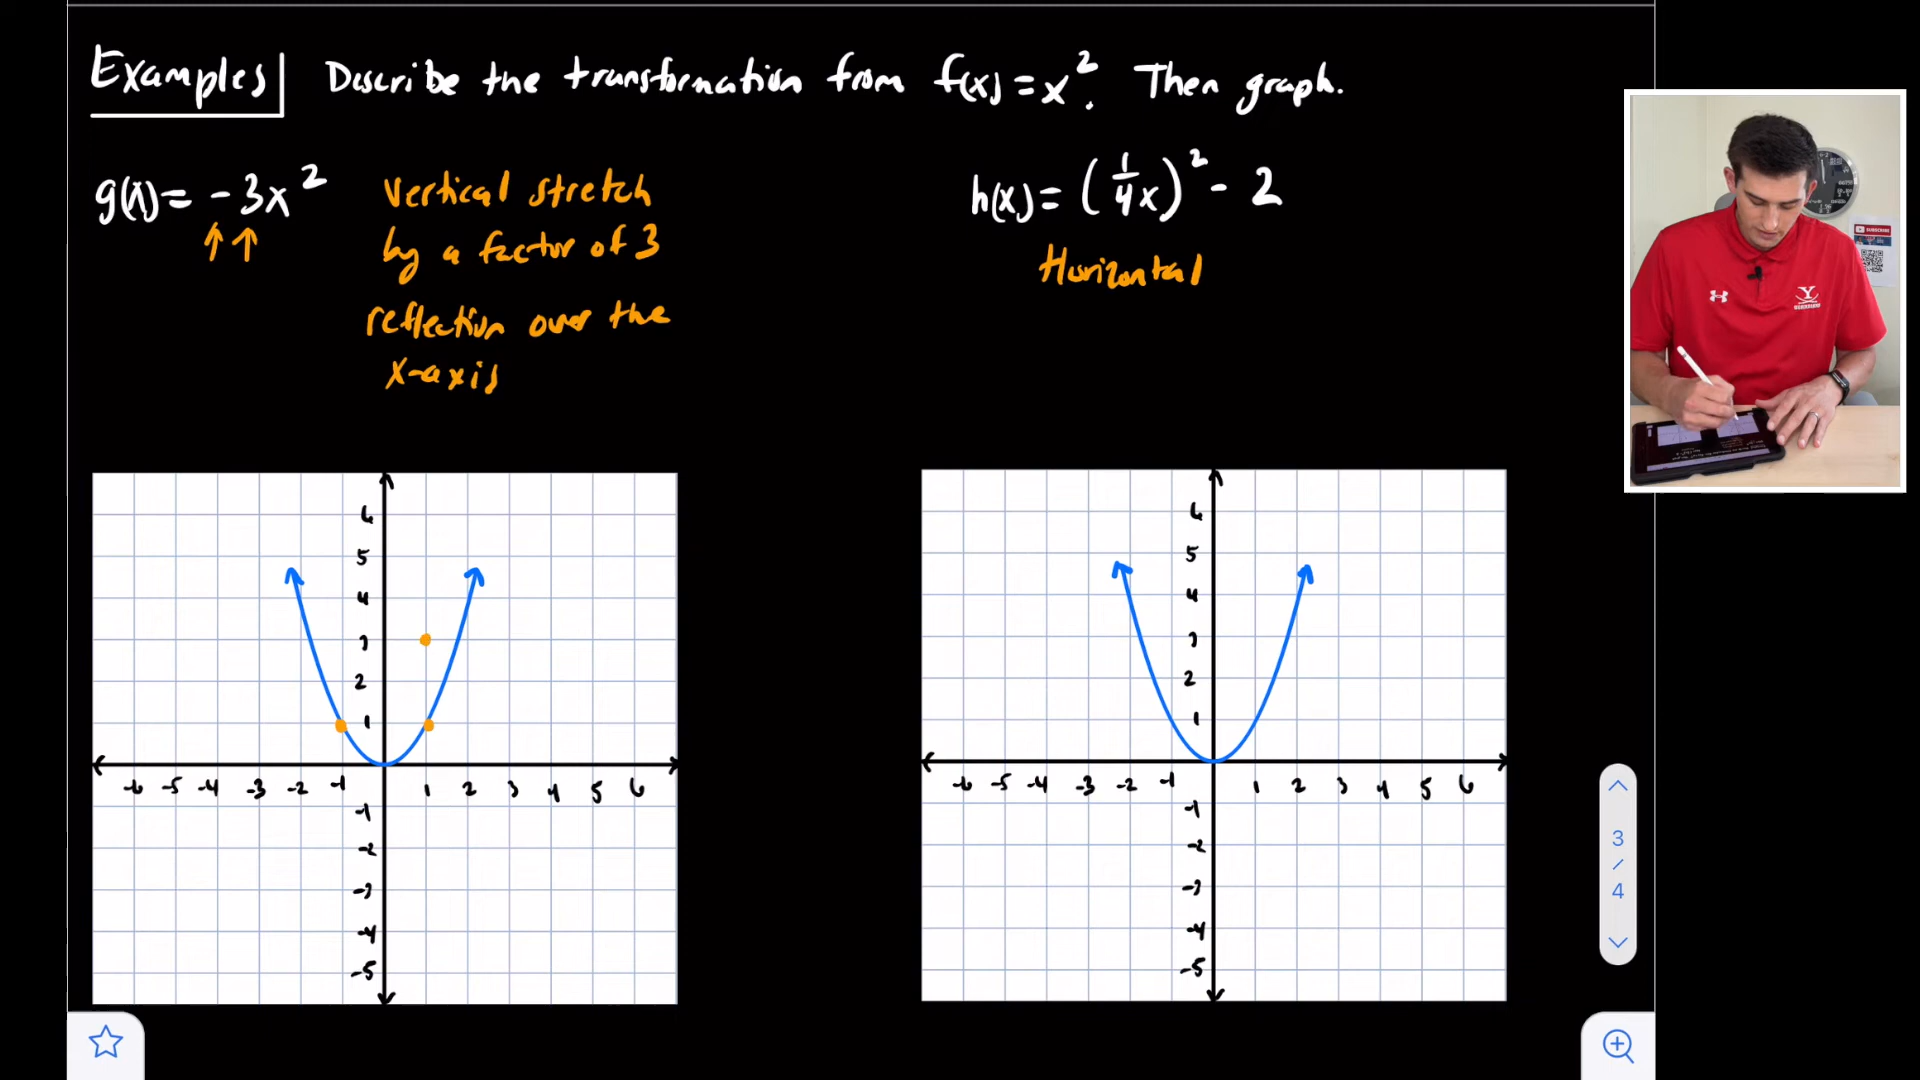 Examples Describe the transformation from f(x) = x². Then graph.
g(x) = -3x²
Vertical stretch
by a factor of 3
reflection over the
x-axis
h(x) = (1/4x)² - 2
Horizontal
6
5
4
3
2
1
-6 -5 -4 -3 -2 -1 1 2 3 4 5 6
-1
-2
-3
-4
-5
6
5
4
3
2
1
-6 -5 -4 -3 -2 -1 1 2 3 4 5 6
-1
-2
-3
-4
-5
SUBSCRIBE
Y
3
/
4